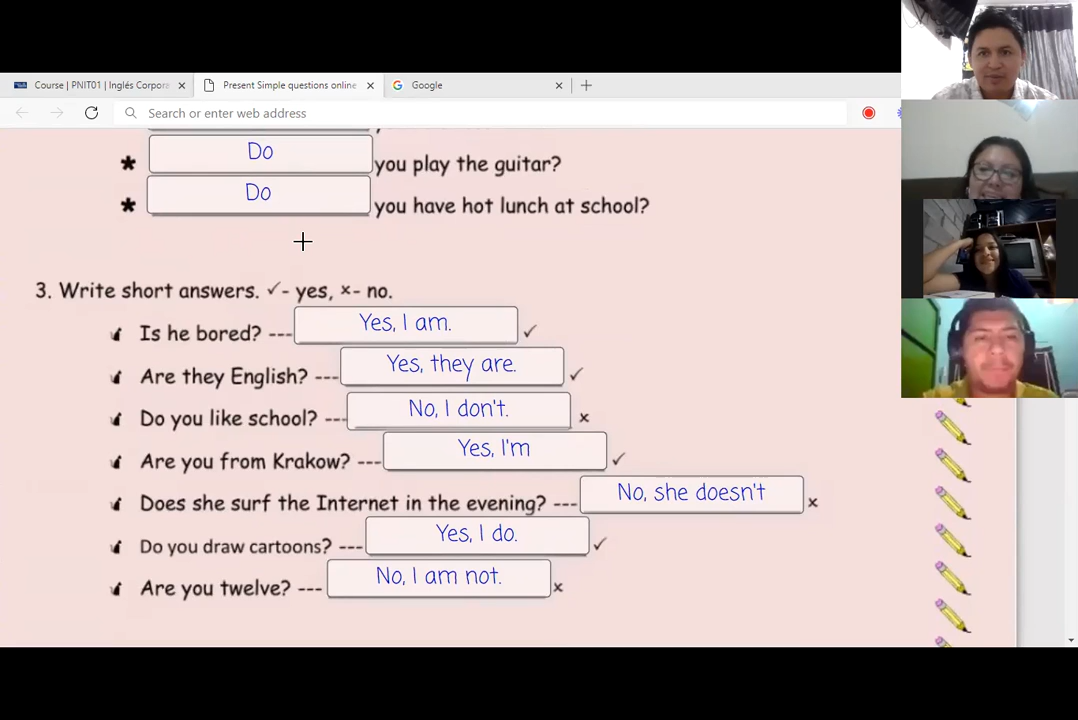 Course | PNIT01 | Inglés Corpora
Present Simple questions online
Google
Search or enter web address
Do
you play the guitar?
Do
you have hot lunch at school?
3. Write short answers. ✓- yes, ×- no.
Is he bored? --- Yes, I am. ✓
Are they English? --- Yes, they are. ✓
Do you like school? --- No, I don't. ×
Are you from Krakow? --- Yes, I'm ✓
Does she surf the Internet in the evening? --- No, she doesn't ×
Do you draw cartoons? --- Yes, I do. ✓
Are you twelve? --- No, I am not. ×